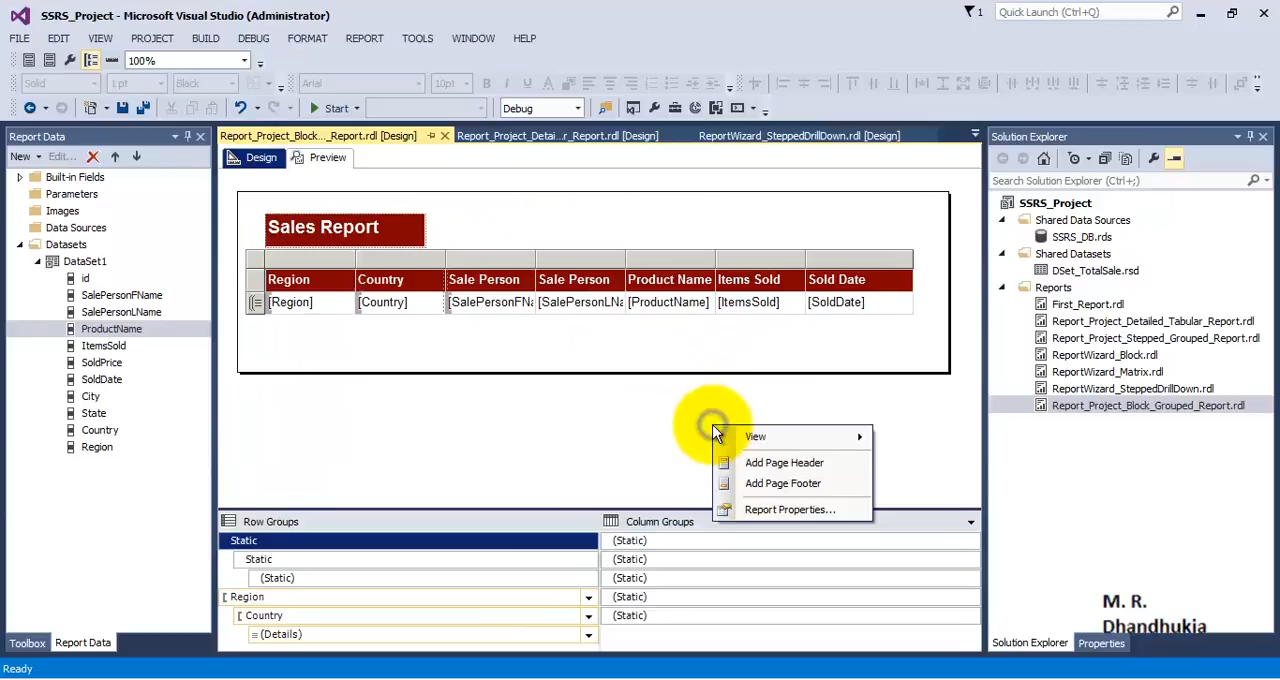 SSRS_Project - Microsoft Visual Studio (Administrator)
1
Quick Launch (Ctrl+Q)
FILE EDIT VIEW PROJECT BUILD DEBUG FORMAT REPORT TOOLS WINDOW HELP
100%
Solid 1pt Black Arial 10pt B I U A
Start Debug
Report Data
New Edit...
Built-in Fields
Parameters
Images
Data Sources
Datasets
DataSet1
id
SalePersonFName
SalePersonLName
ProductName
ItemsSold
SoldPrice
SoldDate
City
State
Country
Region
Toolbox Report Data
Report_Project_Block..._Report.rdl [Design] Report_Project_Detai...r_Report.rdl [Design] ReportWizard_SteppedDrillDown.rdl [Design]
Design Preview
Sales Report
Region Country Sale Person Sale Person Product Name Items Sold Sold Date
[Region] [Country] [SalePersonFNa [SalePersonLNa [ProductName] [ItemsSold] [SoldDate]
View
Add Page Header
Add Page Footer
Report Properties...
Row Groups Column Groups
Static (Static)
Static (Static)
(Static) (Static)
[ Region (Static)
[ Country (Static)
(Details)
Solution Explorer
Search Solution Explorer (Ctrl+;)
SSRS_Project
Shared Data Sources
SSRS_DB.rds
Shared Datasets
DSet_TotalSale.rsd
Reports
First_Report.rdl
Report_Project_Detailed_Tabular_Report.rdl
Report_Project_Stepped_Grouped_Report.rdl
ReportWizard_Block.rdl
ReportWizard_Matrix.rdl
ReportWizard_SteppedDrillDown.rdl
Report_Project_Block_Grouped_Report.rdl
M. R.
Dhandhukia
Solution Explorer Properties
Ready